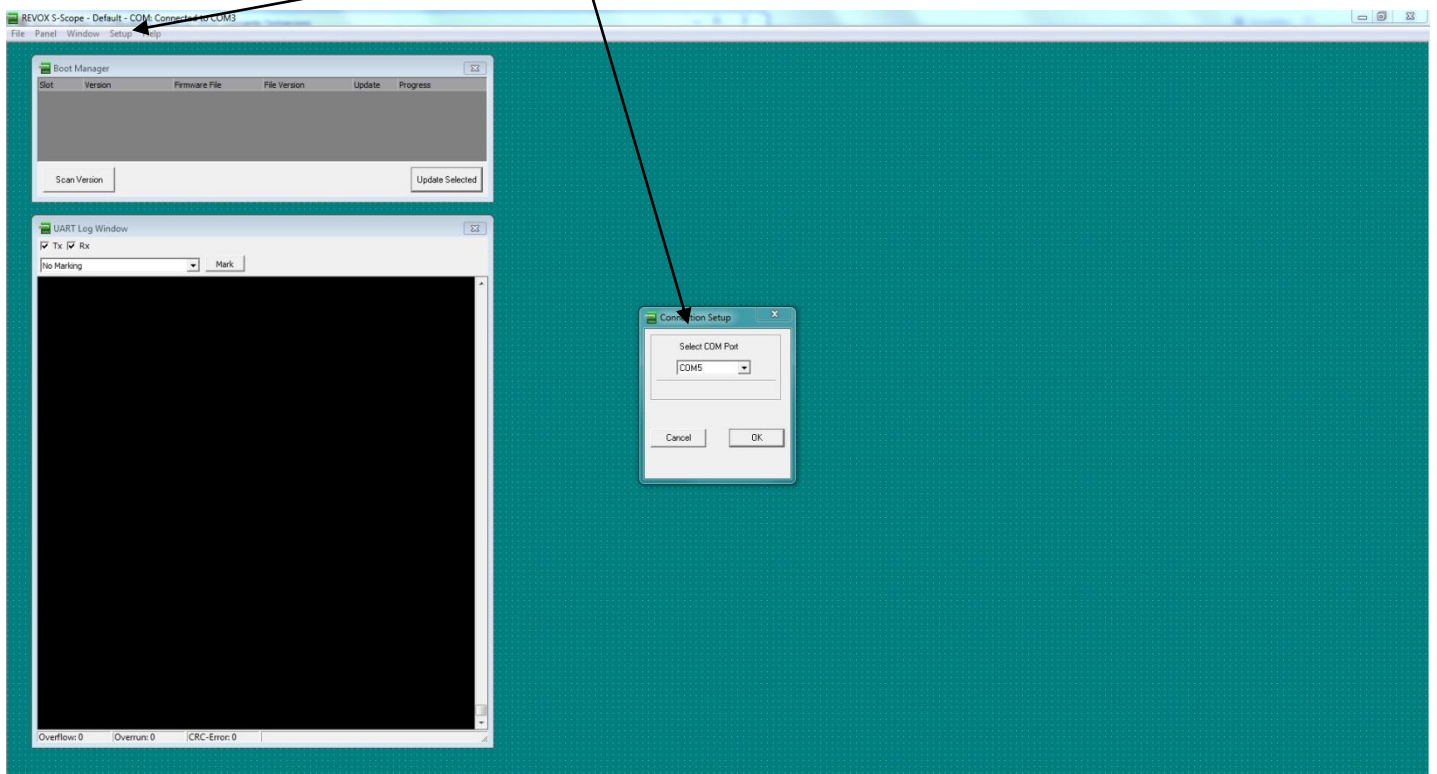 REVOX S-Scope - Default - COM: Connected to COM3
File Panel Window Setup Help
Boot Manager
Slot Version Firmware File File Version Update Progress
Scan Version Update Selected
UART Log Window
Tx Rx
No Marking Mark
Connection Setup
Select COM Port
COM5
Cancel OK
Overflow: 0 Overrun: 0 CRC-Error: 0